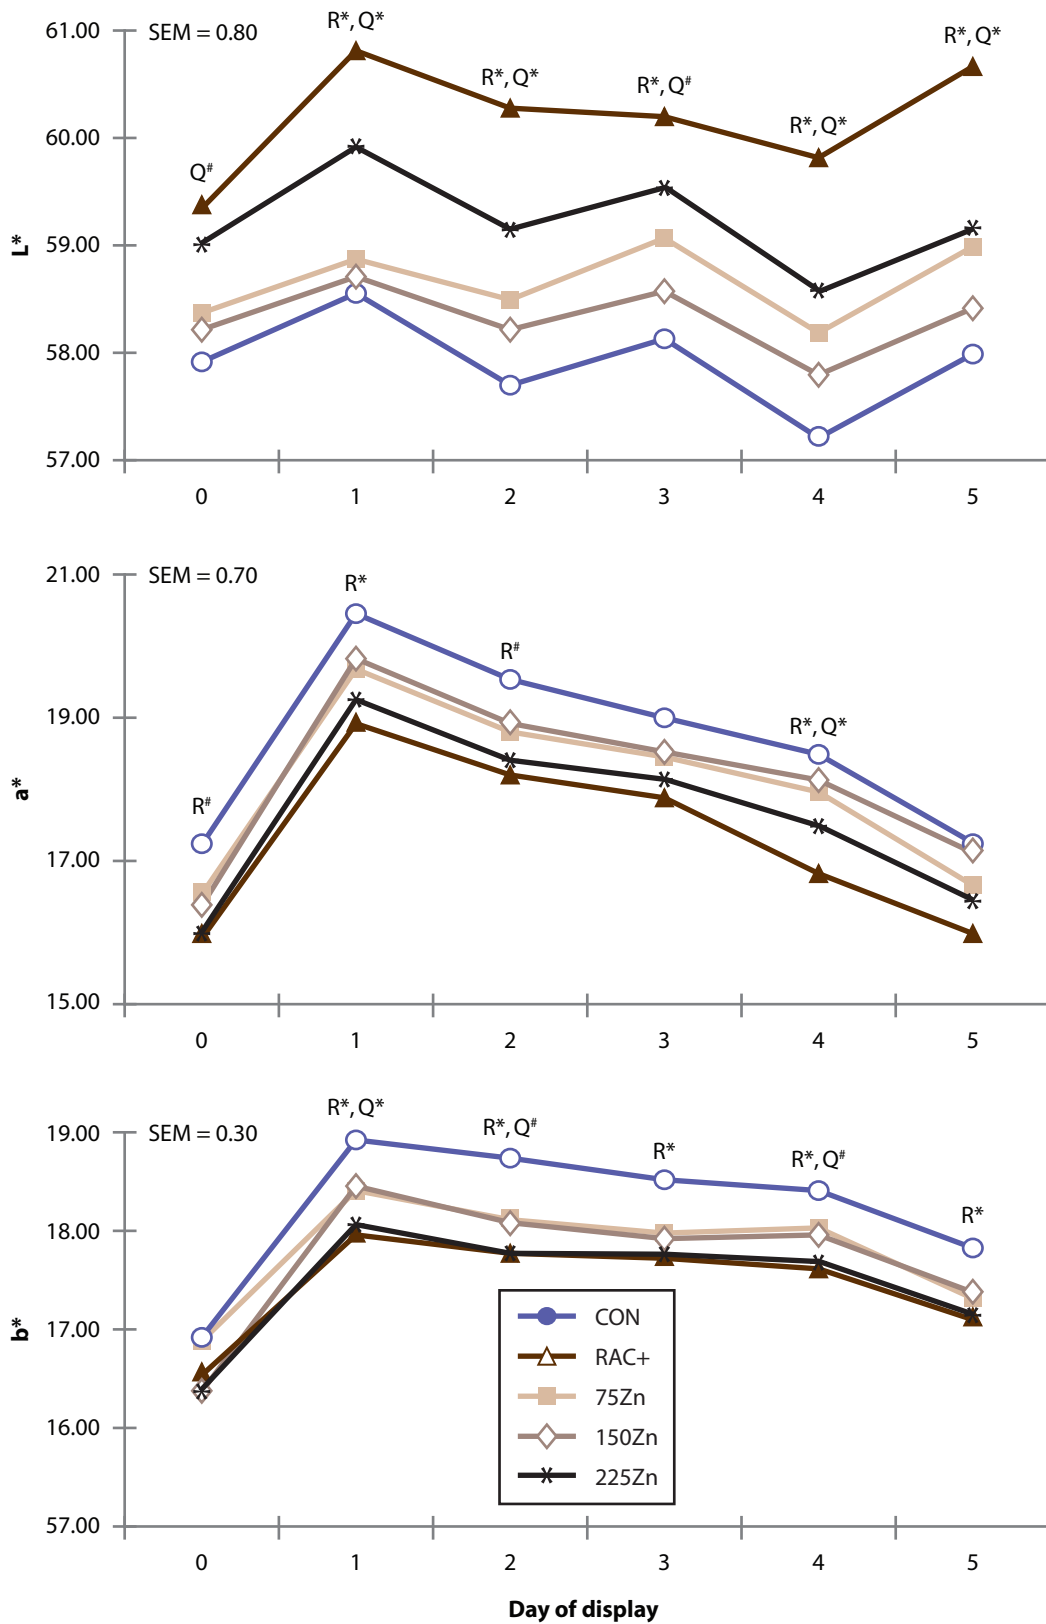 61.00
SEM = 0.80
R*, Q*
R*, Q*
R*, Q*
R*, Q#
60.00
R*, Q*
Q#
L*
59.00
58.00
57.00
0 1 2 3 4 5
21.00
SEM = 0.70
R*
R#
19.00
R*, Q*
a*
R#
17.00
15.00
0 1 2 3 4 5
R*, Q*
19.00
SEM = 0.30
R*, Q#
R*
R*, Q#
R*
18.00
b*
17.00
CON
RAC+
75Zn
16.00
150Zn
225Zn
57.00
0 1 2 3 4 5
Day of display